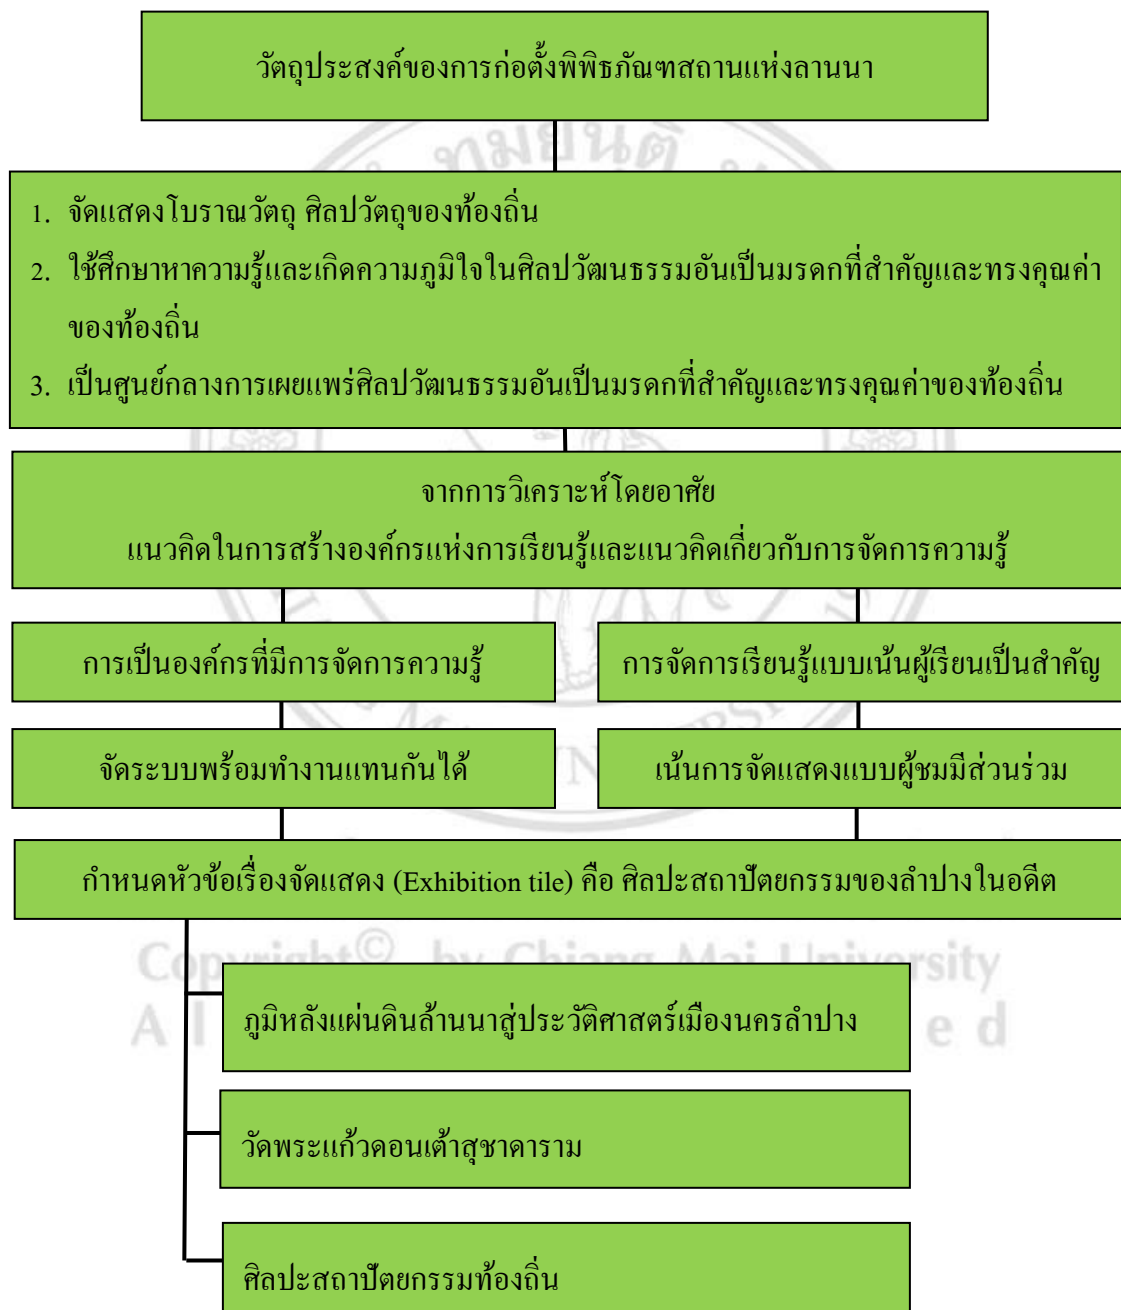 วัตถุประสงค์ของการก่อตั้งพิพิธภัณฑสถานแห่งลานนา
1. จัดแสดงโบราณวัตถุ ศิลปวัตถุของท้องถิ่น
2. ใช้ศึกษาหาความรู้และเกิดความภูมิใจในศิลปวัฒนธรรมอันเป็นมรดกที่สำคัญและทรงคุณค่า
ของท้องถิ่น
3. เป็นศูนย์กลางการเผยแพร่ศิลปวัฒนธรรมอันเป็นมรดกที่สำคัญและทรงคุณค่าของท้องถิ่น
จากการวิเคราะห์โดยอาศัย
แนวคิดในการสร้างองค์กรแห่งการเรียนรู้และแนวคิดเกี่ยวกับการจัดการความรู้
การเป็นองค์กรที่มีการจัดการความรู้
การจัดการเรียนรู้แบบเน้นผู้เรียนเป็นสำคัญ
จัดระบบพร้อมทำงานแทนกันได้
เน้นการจัดแสดงแบบผู้ชมมีส่วนร่วม
กำหนดหัวข้อเรื่องจัดแสดง (Exhibition tile) คือ ศิลปะสถาปัตยกรรมของลำปางในอดีต
Copyright© by Chiang Mai University
ภูมิหลังแผ่นดินล้านนาสู่ประวัติศาสตร์เมืองนครลำปาง
วัดพระแก้วดอนเต้าสุชาดาราม
ศิลปะสถาปัตยกรรมท้องถิ่น